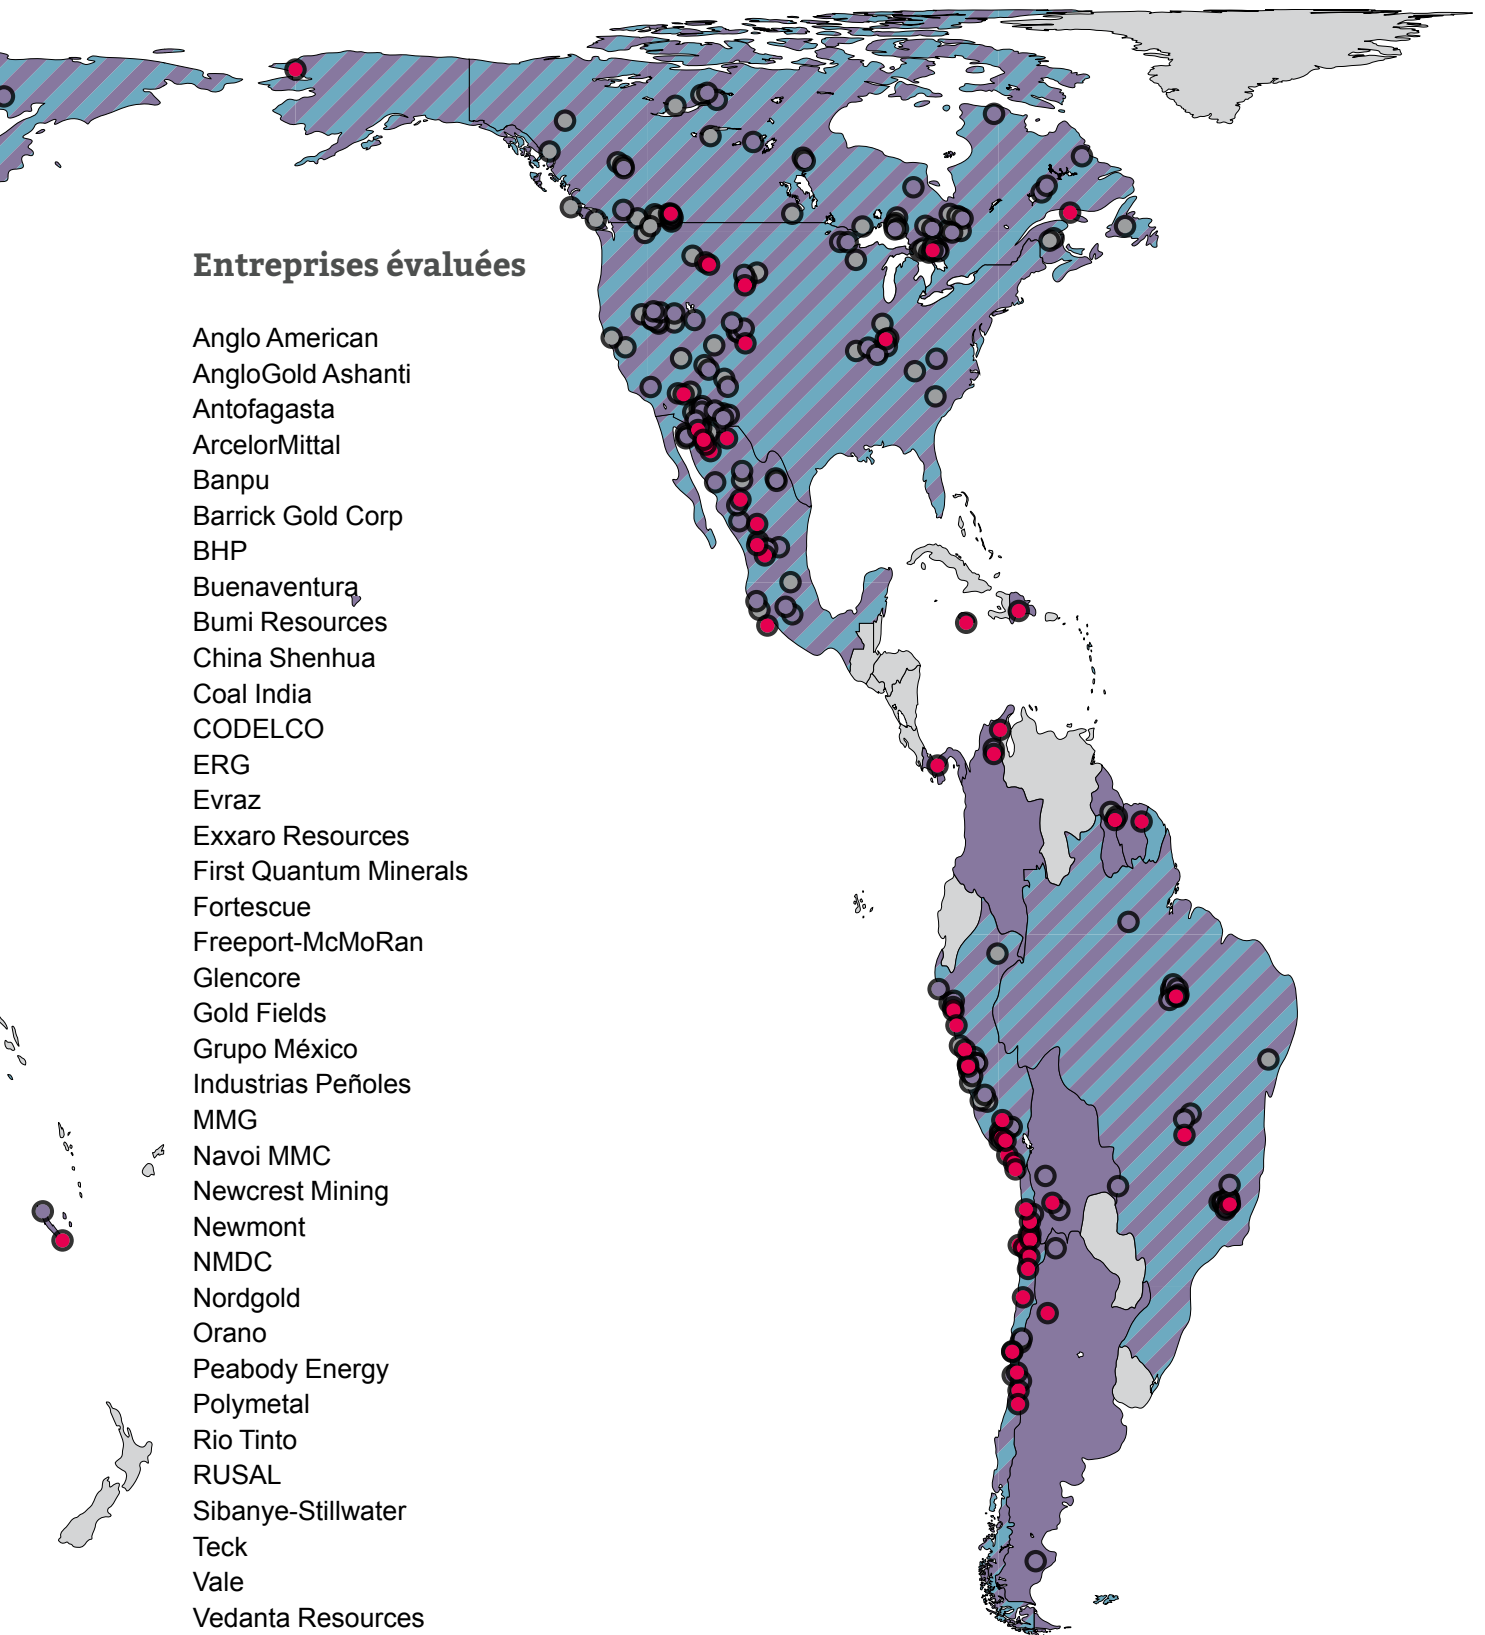 Entreprises évaluées
Anglo American
AngloGold Ashanti
Antofagasta
ArcelorMittal
Banpu
Barrick Gold Corp
BHP
Buenaventura
Bumi Resources
China Shenhua
Coal India
CODELCO
ERG
Evraz
Exxaro Resources
First Quantum Minerals
Fortescue
Freeport-McMoRan
Glencore
Gold Fields
Grupo México
Industrias Peñoles
MMG
Navoi MMC
Newcrest Mining
Newmont
NMDC
Nordgold
Orano
Peabody Energy
Polymetal
Rio Tinto
RUSAL
Sibanye-Stillwater
Teck
Vale
Vedanta Resources